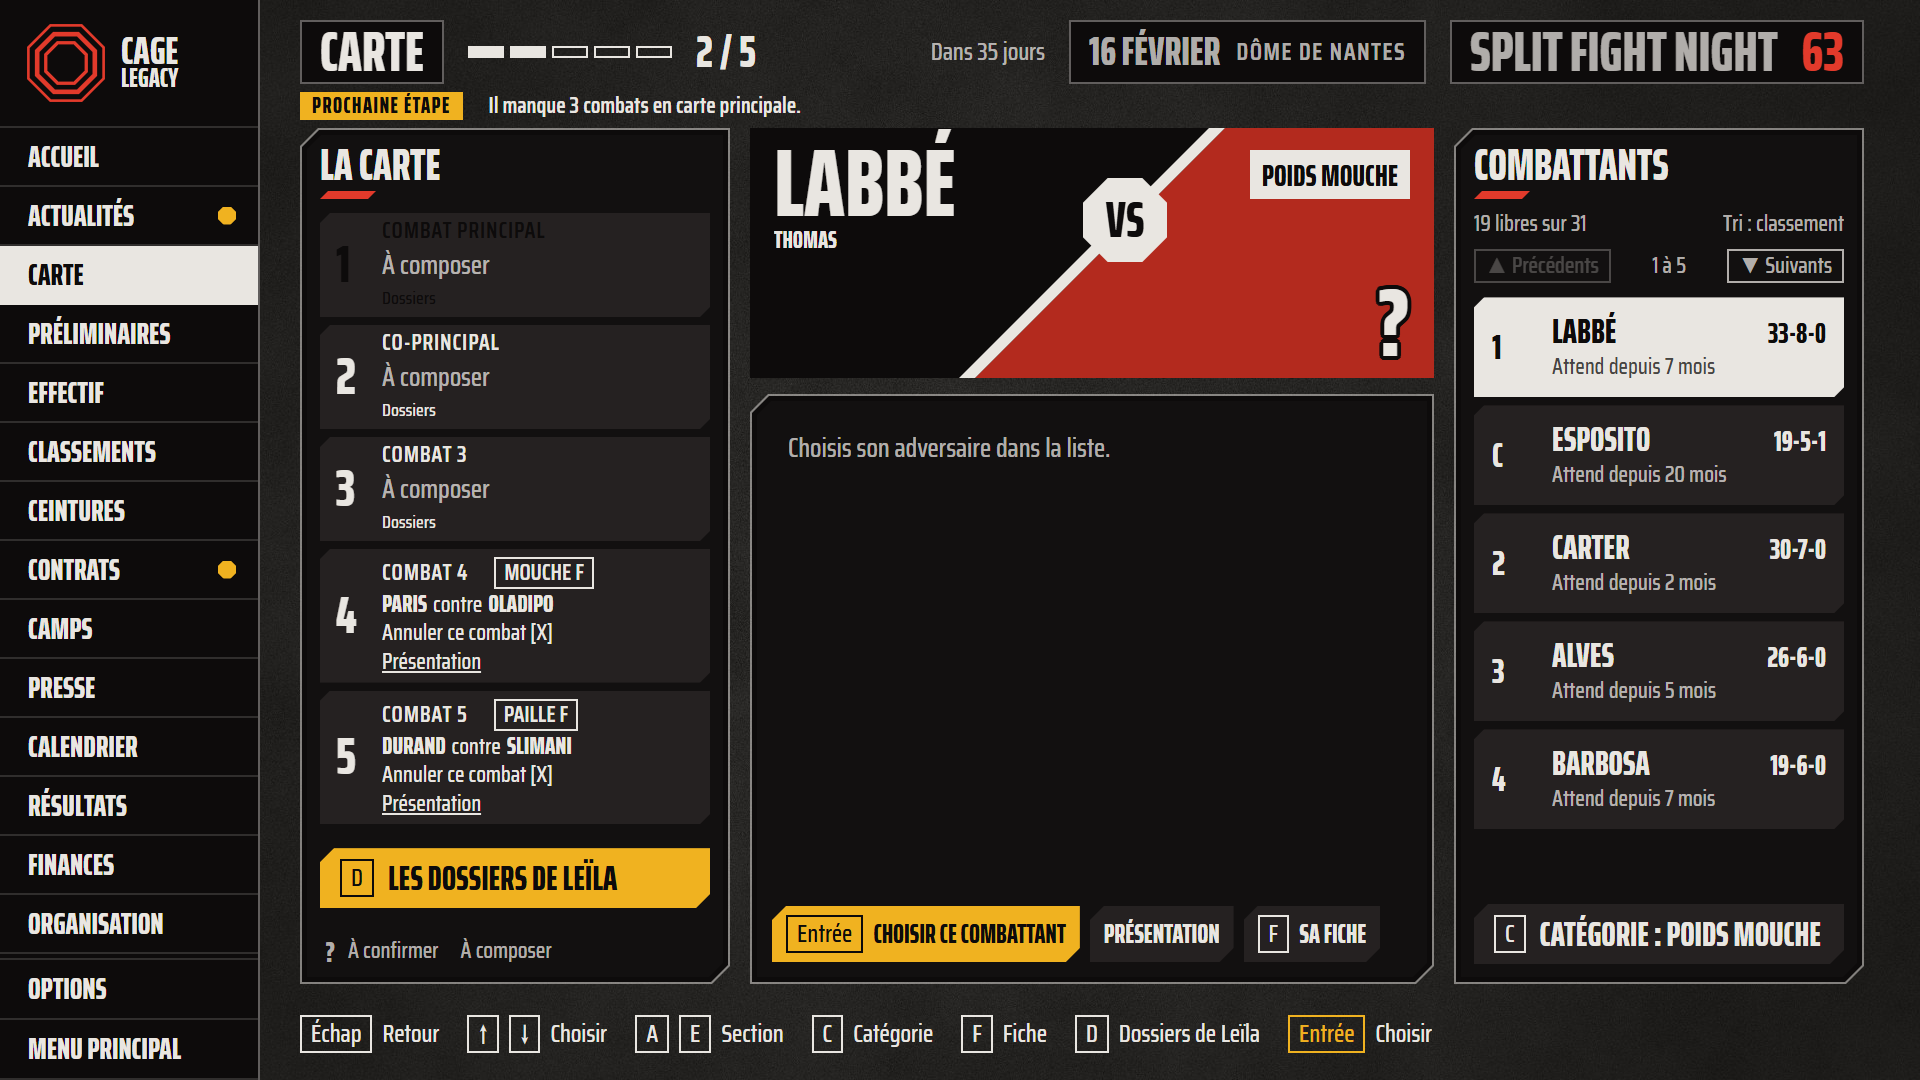 CAGE
LEGACY
ACCUEIL
ACTUALITÉS
CARTE
PRÉLIMINAIRES
EFFECTIF
CLASSEMENTS
CEINTURES
CONTRATS
CAMPS
PRESSE
CALENDRIER
RÉSULTATS
FINANCES
ORGANISATION
OPTIONS
MENU PRINCIPAL
CARTE 2 / 5
Dans 35 jours
16 FÉVRIER DÔME DE NANTES
SPLIT FIGHT NIGHT 63
PROCHAINE ÉTAPE Il manque 3 combats en carte principale.
LA CARTE
COMBAT PRINCIPAL
1 À composer
Dossiers
CO-PRINCIPAL
2 À composer
Dossiers
COMBAT 3
3 À composer
Dossiers
COMBAT 4 MOUCHE F
4 PARIS contre OLADIPO
Annuler ce combat [X]
Présentation
COMBAT 5 PAILLE F
5 DURAND contre SLIMANI
Annuler ce combat [X]
Présentation
D LES DOSSIERS DE LEÏLA
? À confirmer À composer
LABBÉ
THOMAS
VS
POIDS MOUCHE
?
Choisis son adversaire dans la liste.
Entrée CHOISIR CE COMBATTANT
PRÉSENTATION
F SA FICHE
COMBATTANTS
19 libres sur 31 Tri : classement
▲ Précédents 1 à 5 ▼ Suivants
1 LABBÉ 33-8-0
Attend depuis 7 mois
C ESPOSITO 19-5-1
Attend depuis 20 mois
2 CARTER 30-7-0
Attend depuis 2 mois
3 ALVES 26-6-0
Attend depuis 5 mois
4 BARBOSA 19-6-0
Attend depuis 7 mois
C CATÉGORIE : POIDS MOUCHE
Échap Retour ↑ ↓ Choisir A E Section C Catégorie F Fiche D Dossiers de Leïla Entrée Choisir